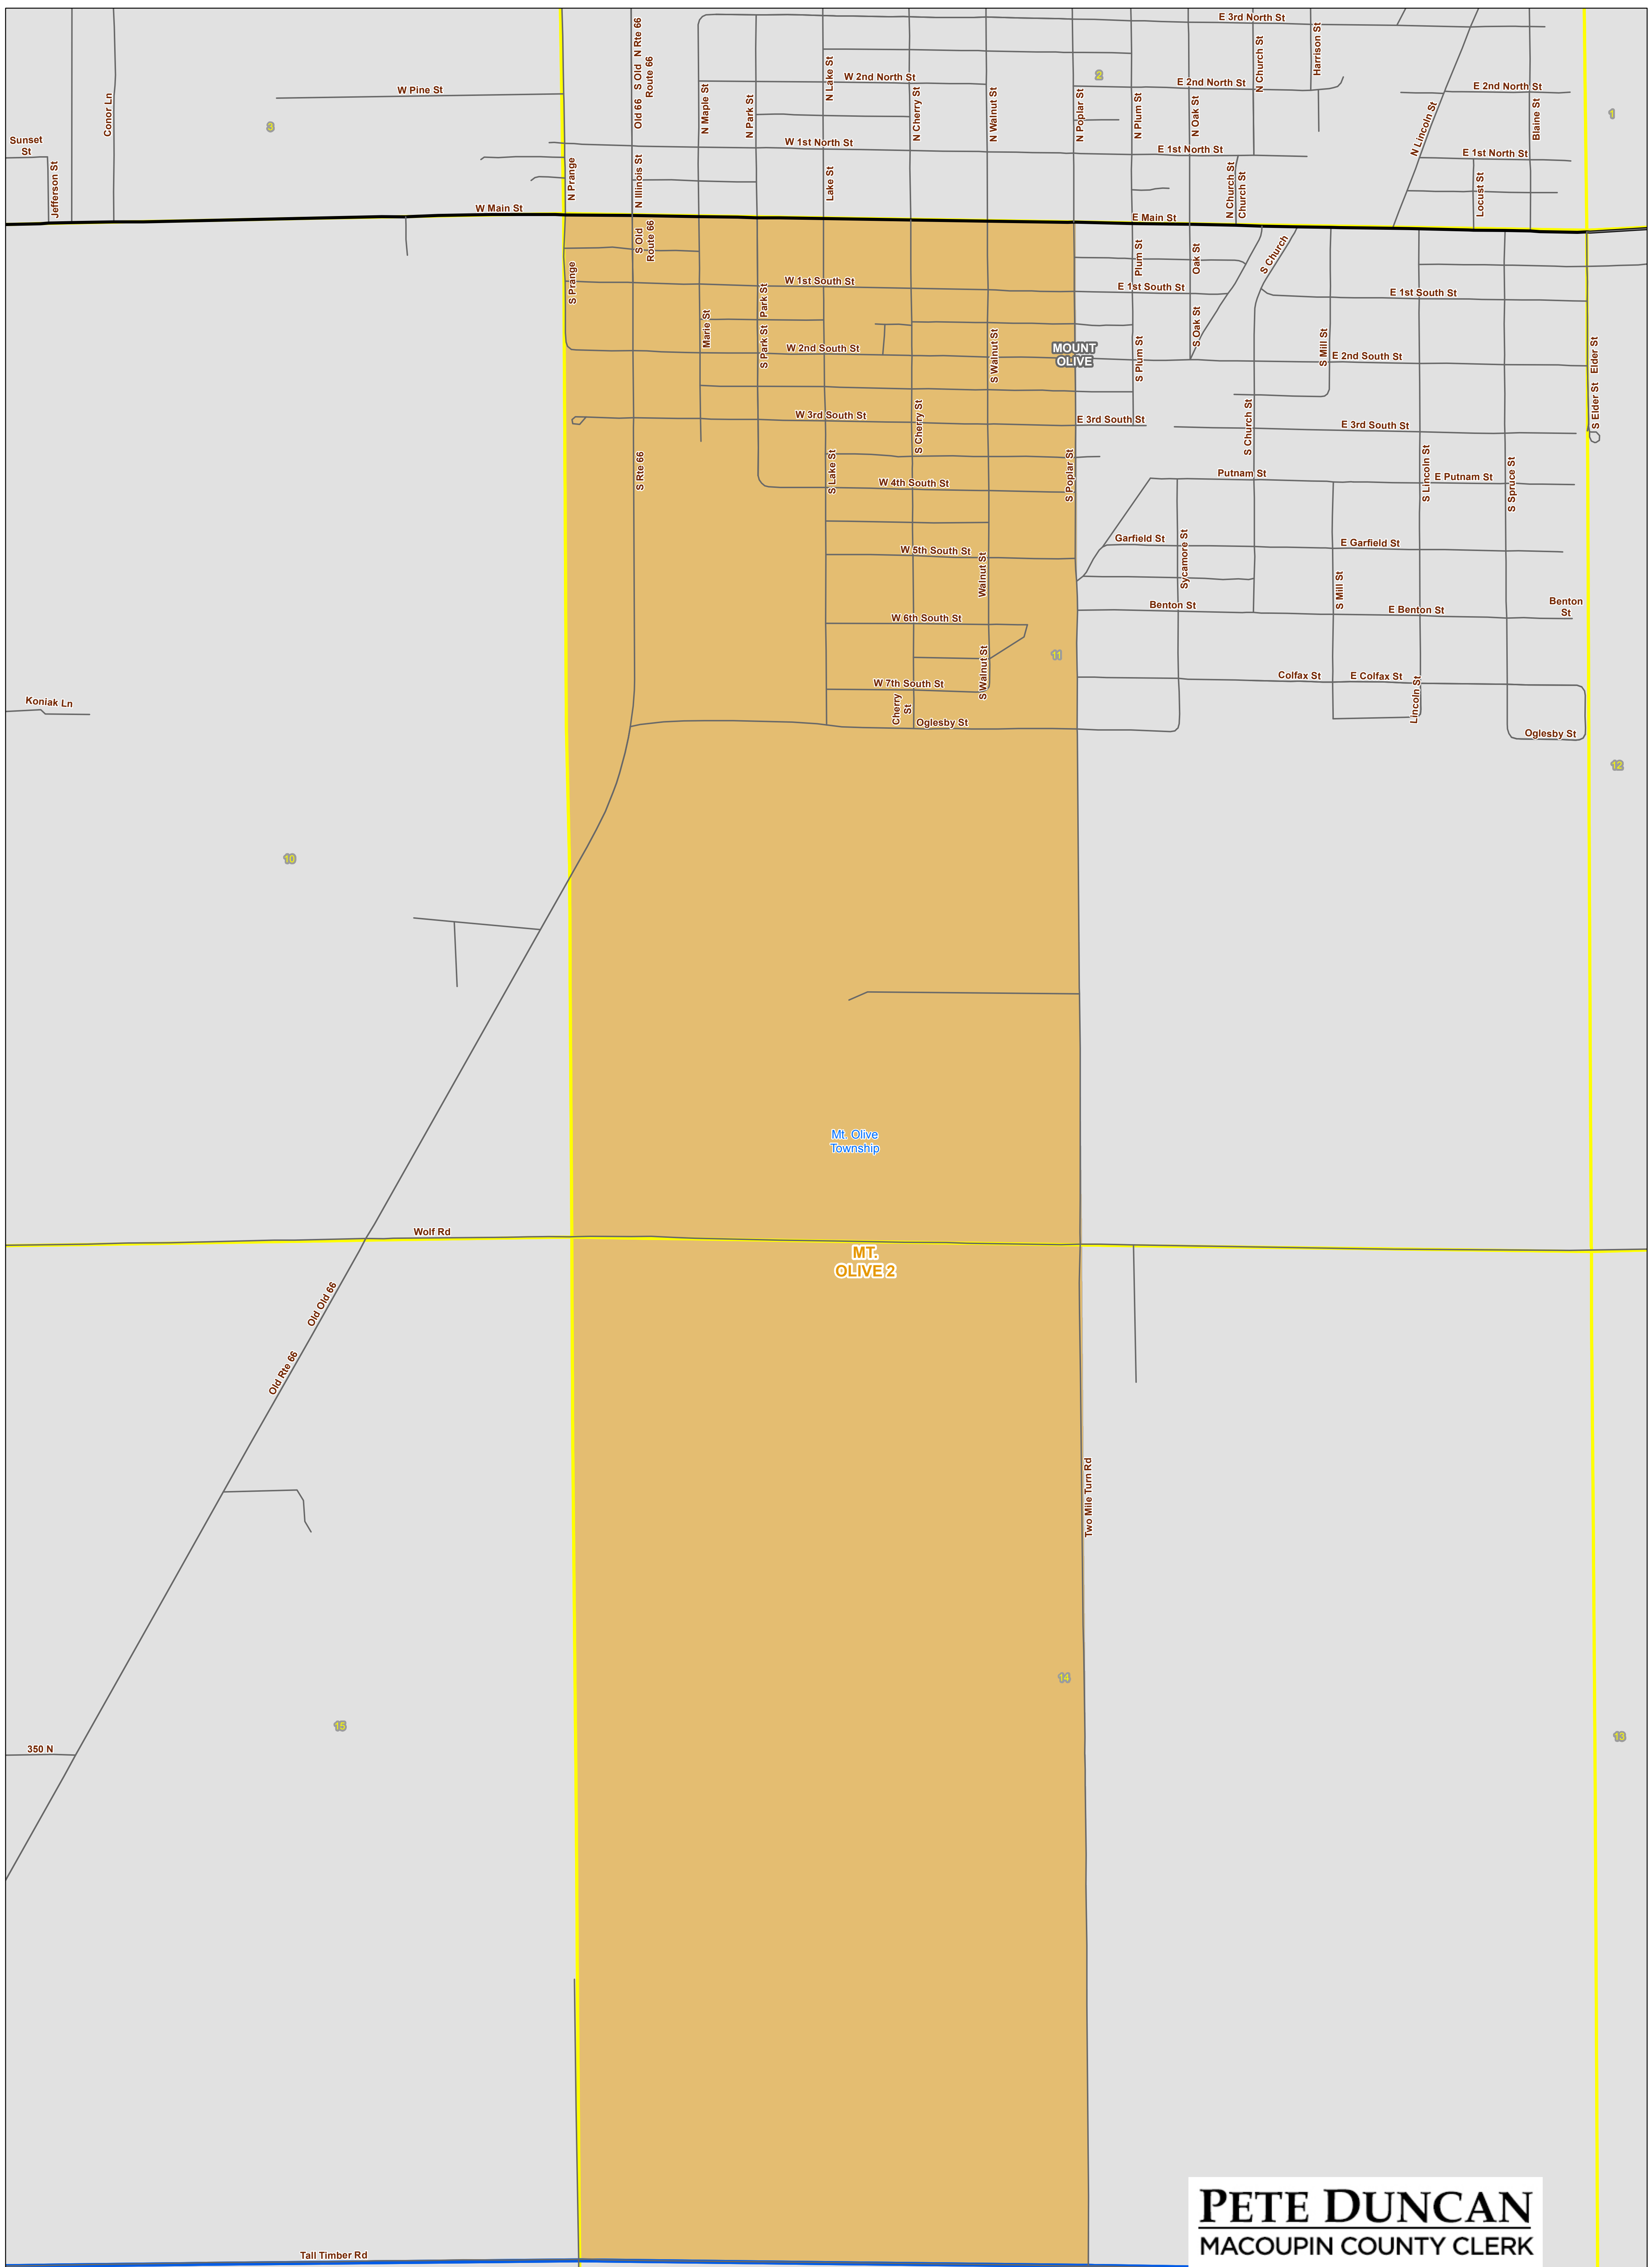 E 3rd North St
S Old N Rte 66
Route 66
Old 66
Harrison St
N Church St
N Lake St
W 2nd North St
2
E 2nd North St
E 2nd North St
W Pine St
Conor Ln
N Maple St
N Park St
N Cherry St
N Walnut St
N Poplar St
N Plum St
N Oak St
N Lincoln St
Blaine St
1
3
Sunset
St
W 1st North St
E 1st North St
E 1st North St
Jefferson St
N Prange
N Illinois St
Lake St
N Church St
Church St
Locust St
W Main St
E Main St
S Old
Route 66
Plum St
Oak St
S Church
S Prange
W 1st South St
E 1st South St
E 1st South St
Park St
Marie St
S Park St
W 2nd South St
S Walnut St
MOUNT
OLIVE
S Plum St
S Oak St
S Mill St
E 2nd South St
Elder St
S Elder St
W 3rd South St
S Cherry St
E 3rd South St
S Church St
E 3rd South St
S Rte 66
S Lake St
W 4th South St
S Poplar St
Putnam St
S Lincoln St
E Putnam St
S Spruce St
W 5th South St
Walnut St
Garfield St
Sycamore St
E Garfield St
S Mill St
Benton St
E Benton St
Benton
St
W 6th South St
11
W 7th South St
S Walnut St
Colfax St
E Colfax St
Lincoln St
Koniak Ln
Cherry
St
Oglesby St
Oglesby St
12
10
Mt. Olive
Township
Wolf Rd
MT.
OLIVE 2
Old Old 66
Old Rte 66
Two Mile Turn Rd
14
15
13
350 N
PETE DUNCAN
MACOUPIN COUNTY CLERK
Tall Timber Rd